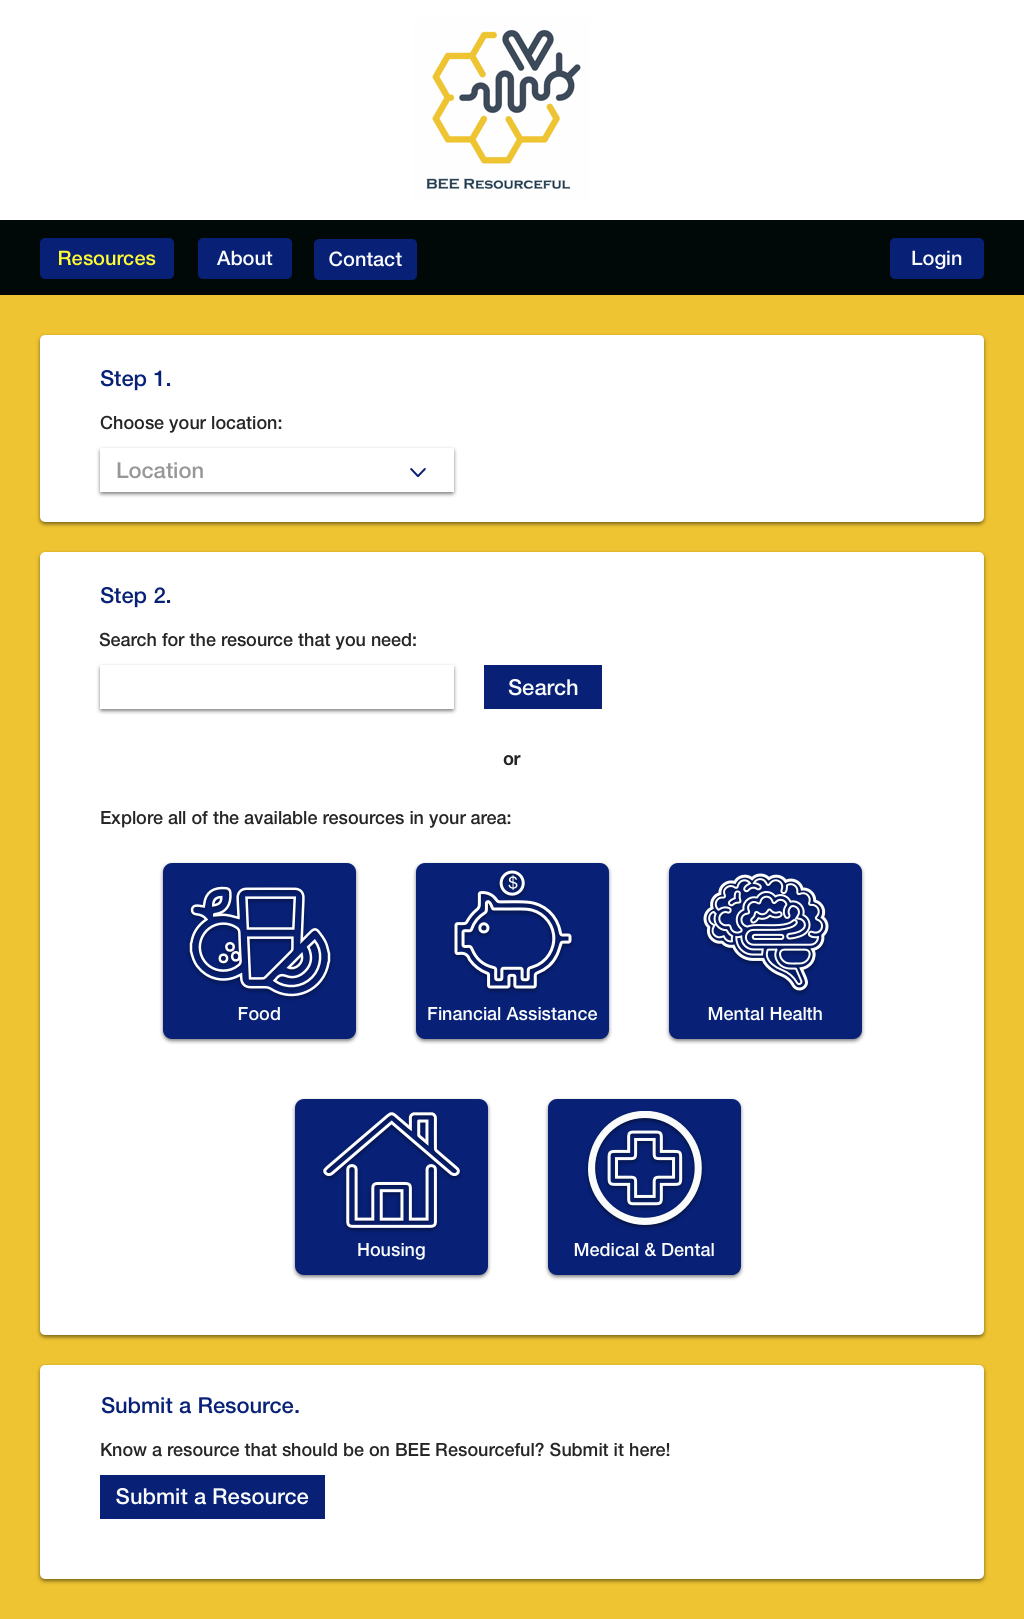 BEE RESOURCEFUL
Resources
About
Contact
Login
Step 1.
Choose your location:
Location
Step 2.
Search for the resource that you need:
Search
or
Explore all of the available resources in your area:
$
Food
Financial Assistance
Mental Health
Housing
Medical & Dental
Submit a Resource.
Know a resource that should be on BEE Resourceful? Submit it here!
Submit a Resource